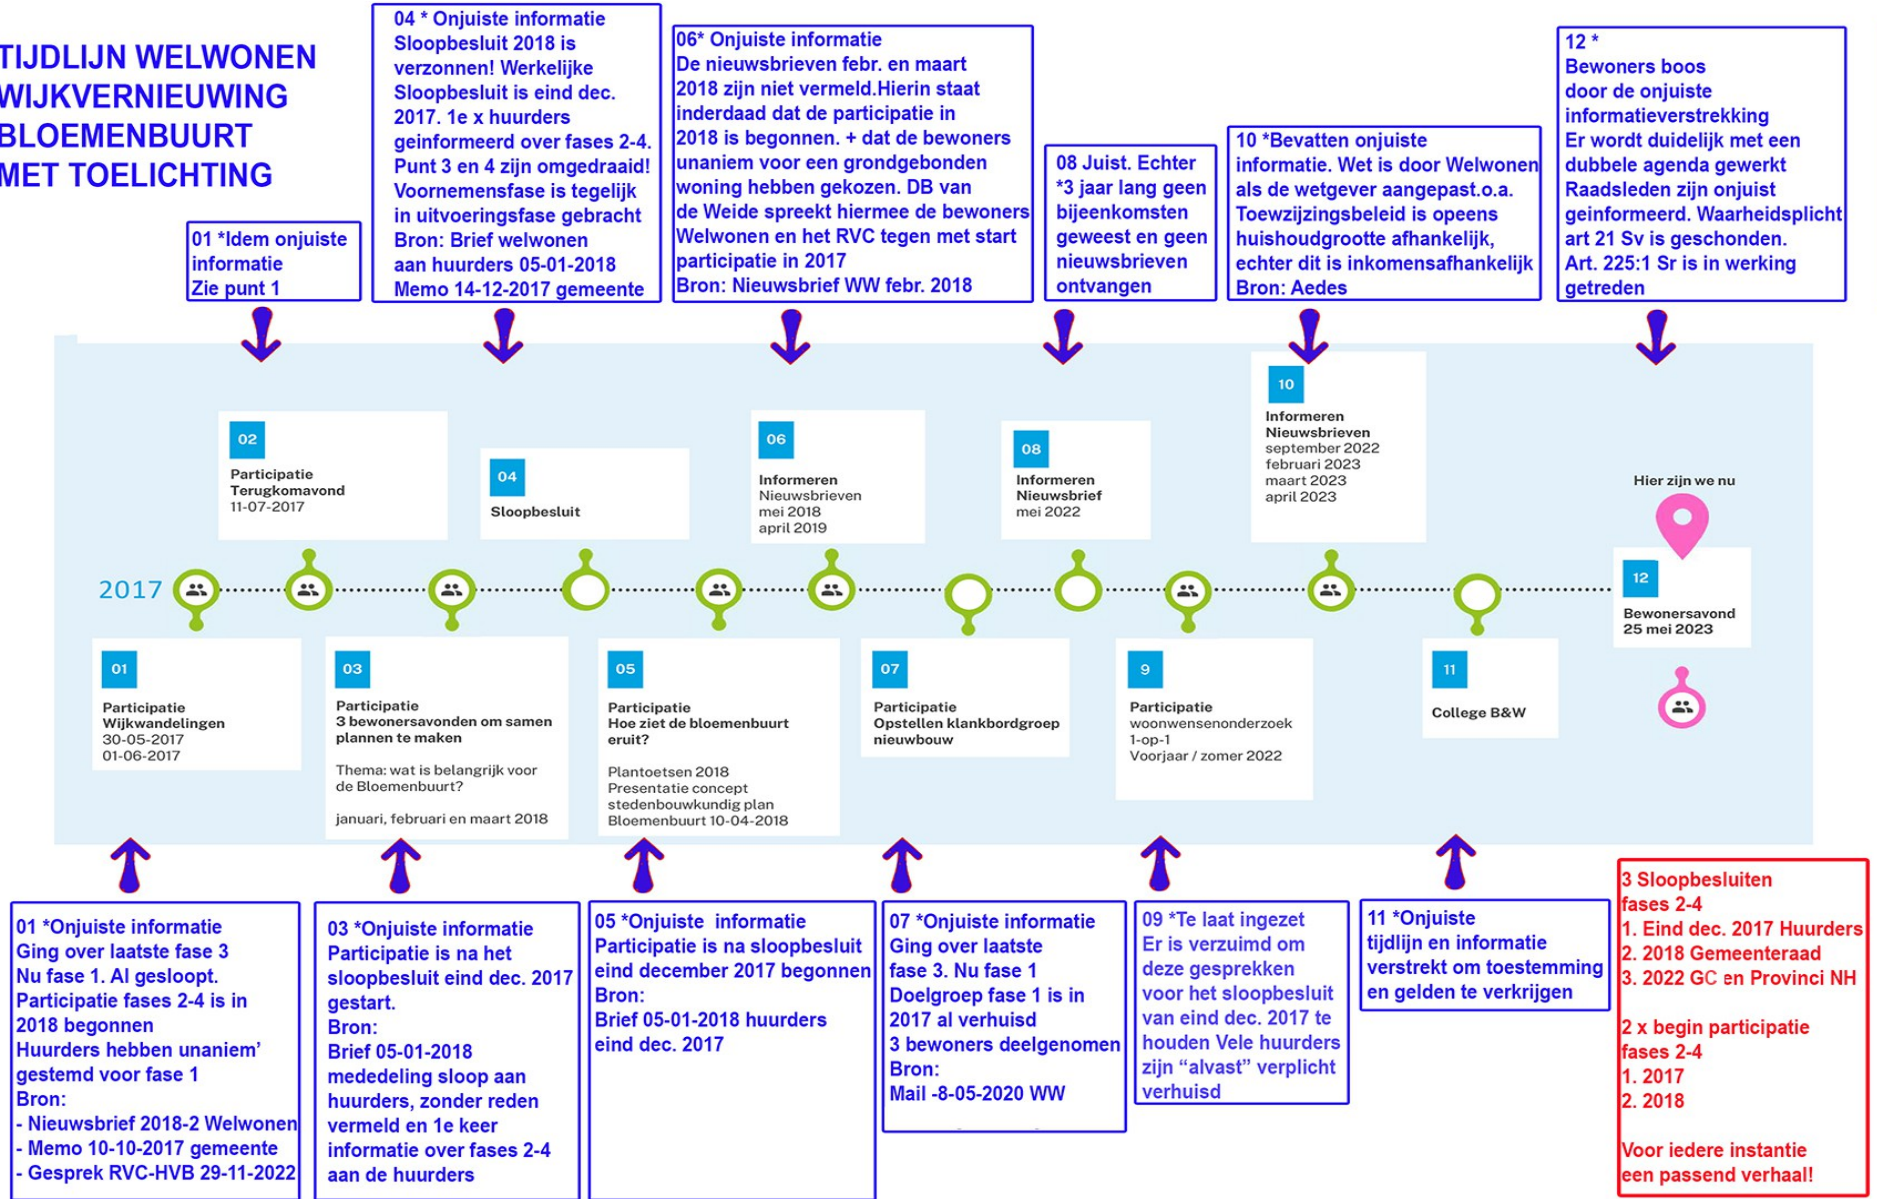 TIJDLIJN WELWONEN
WIJKVERNIEUWING
BLOEMENBUURT
MET TOELICHTING
01 *Idem onjuiste
informatie
Zie punt 1
04 * Onjuiste informatie
Sloopbesluit 2018 is
verzonnen! Werkelijke
Sloopbesluit is eind dec.
2017. 1e x huurders
geinformeerd over fases 2-4.
Punt 3 en 4 zijn omgedraaid!
Voornemensfase is tegelijk
in uitvoeringsfase gebracht
Bron: Brief welwonen
aan huurders 05-01-2018
Memo 14-12-2017 gemeente
06* Onjuiste informatie
De nieuwsbrieven febr. en maart
2018 zijn niet vermeld.Hierin staat
inderdaad dat de participatie in
2018 is begonnen. + dat de bewoners
unaniem voor een grondgebonden
woning hebben gekozen. DB van
de Weide spreekt hiermee de bewoners
Welwonen en het RVC tegen met start
participatie in 2017
Bron: Nieuwsbrief WW febr. 2018
08 Juist. Echter
*3 jaar lang geen
bijeenkomsten
geweest en geen
nieuwsbrieven
ontvangen
10 *Bevatten onjuiste
informatie. Wet is door Welwonen
als de wetgever aangepast.o.a.
Toewzijzingsbeleid is opeens
huishoudgrootte afhankelijk,
echter dit is inkomensafhankelijk
Bron: Aedes
12 *
Bewoners boos
door de onjuiste
informatieverstrekking
Er wordt duidelijk met een
dubbele agenda gewerkt
Raadsleden zijn onjuist
geinformeerd. Waarheidsplicht
art 21 Sv is geschonden.
Art. 225:1 Sr is in werking
getreden
02
Participatie
Terugkomavond
11-07-2017
04
Sloopbesluit
06
Informeren
Nieuwsbrieven
mei 2018
april 2019
08
Informeren
Nieuwsbrief
mei 2022
10
Informeren
Nieuwsbrieven
september 2022
februari 2023
maart 2023
april 2023
Hier zijn we nu
2017
12
Bewonersavond
25 mei 2023
01
Participatie
Wijkwandelingen
30-05-2017
01-06-2017
03
Participatie
3 bewonersavonden om samen
plannen te maken
Thema: wat is belangrijk voor
de Bloemenbuurt?
januari, februari en maart 2018
05
Participatie
Hoe ziet de bloemenbuurt
eruit?
Plantoetsen 2018
Presentatie concept
stedenbouwkundig plan
Bloemenbuurt 10-04-2018
07
Participatie
Opstellen klankbordgroep
nieuwbouw
9
Participatie
woonwensenonderzoek
1-op-1
Voorjaar / zomer 2022
11
College B&W
01 *Onjuiste informatie
Ging over laatste fase 3
Nu fase 1. Al gesloopt.
Participatie fases 2-4 is in
2018 begonnen
Huurders hebben unaniem’
gestemd voor fase 1
Bron:
- Nieuwsbrief 2018-2 Welwonen
- Memo 10-10-2017 gemeente
- Gesprek RVC-HVB 29-11-2022
03 *Onjuiste informatie
Participatie is na het
sloopbesluit eind dec. 2017
gestart.
Bron:
Brief 05-01-2018
mededeling sloop aan
huurders, zonder reden
vermeld en 1e keer
informatie over fases 2-4
aan de huurders
05 *Onjuiste informatie
Participatie is na sloopbesluit
eind december 2017 begonnen
Bron:
Brief 05-01-2018 huurders
eind dec. 2017
07 *Onjuiste informatie
Ging over laatste
fase 3. Nu fase 1
Doelgroep fase 1 is in
2017 al verhuisd
3 bewoners deelgenomen
Bron:
Mail -8-05-2020 WW
09 *Te laat ingezet
Er is verzuimd om
deze gesprekken
voor het sloopbesluit
van eind dec. 2017 te
houden Vele huurders
zijn “alvast” verplicht
verhuisd
11 *Onjuiste
tijdlijn en informatie
verstrekt om toestemming
en gelden te verkrijgen
3 Sloopbesluiten
fases 2-4
1. Eind dec. 2017 Huurders
2. 2018 Gemeenteraad
3. 2022 GC en Provinci NH
2 x begin participatie
fases 2-4
1. 2017
2. 2018
Voor iedere instantie
een passend verhaal!